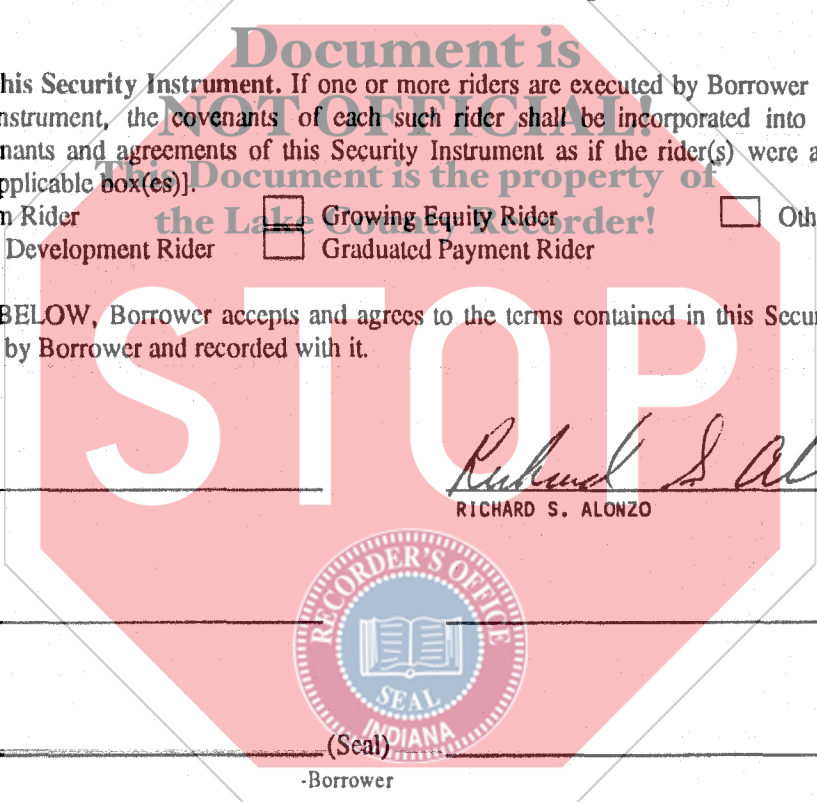 Document is
his Security Instrument. If one or more riders are executed by Borrower
nstrument, the covenants of each such rider shall be incorporated into
NOT OFFICIAL!
nants and agreements of this Security Instrument as if the rider(s) were a
pplicable box(es)].
This Document is the property of
n Rider Growing Equity Rider Oth
the Lake County Recorder!
Development Rider Graduated Payment Rider
BELOW, Borrower accepts and agrees to the terms contained in this Secur
by Borrower and recorded with it.
STOP
Richard S Al
RICHARD S. ALONZO
RECORDER'S OFFICE
SEAL
INDIANA
(Seal)
-Borrower